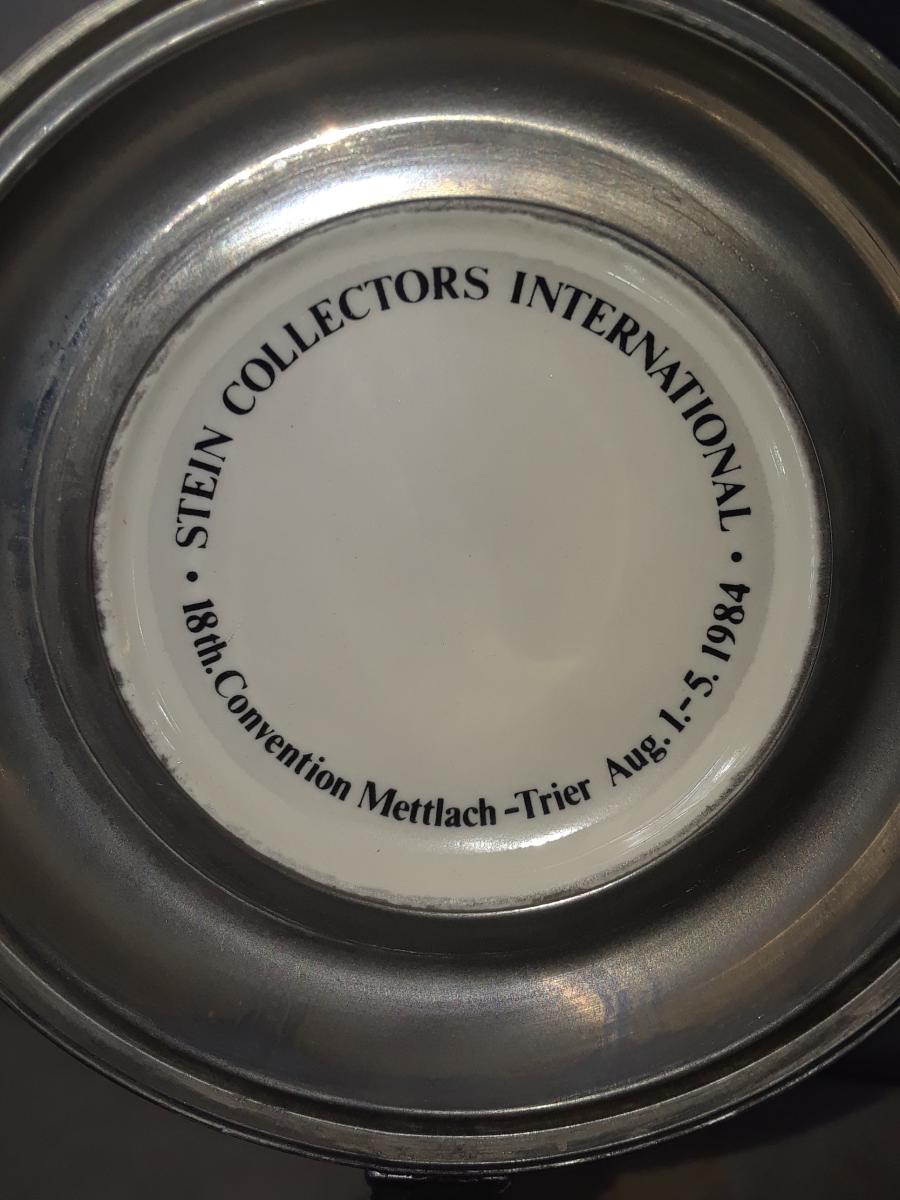 • STEIN COLLECTORS INTERNATIONAL •
18th. Convention Mettlach - Trier Aug. 1.-5. 1984